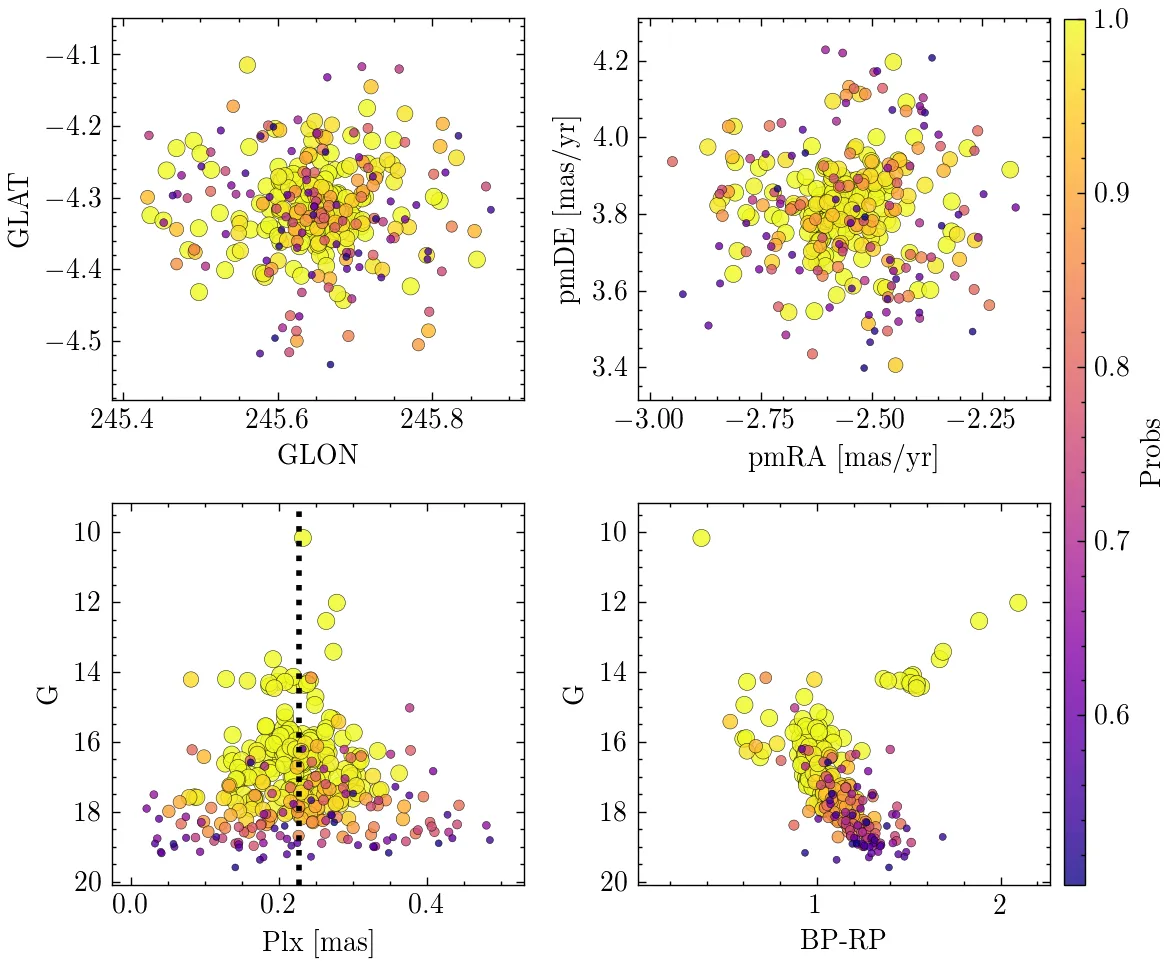 −4.1
−4.2
−4.3
−4.4
−4.5
GLAT
245.4 245.6 245.8
GLON
4.2
4.0
3.8
3.6
3.4
pmDE [mas/yr]
−3.00 −2.75 −2.50 −2.25
pmRA [mas/yr]
10
12
14
16
18
20
G
0.0 0.2 0.4
Plx [mas]
10
12
14
16
18
20
G
1 2
BP-RP
1.0
0.9
0.8
0.7
0.6
Probs